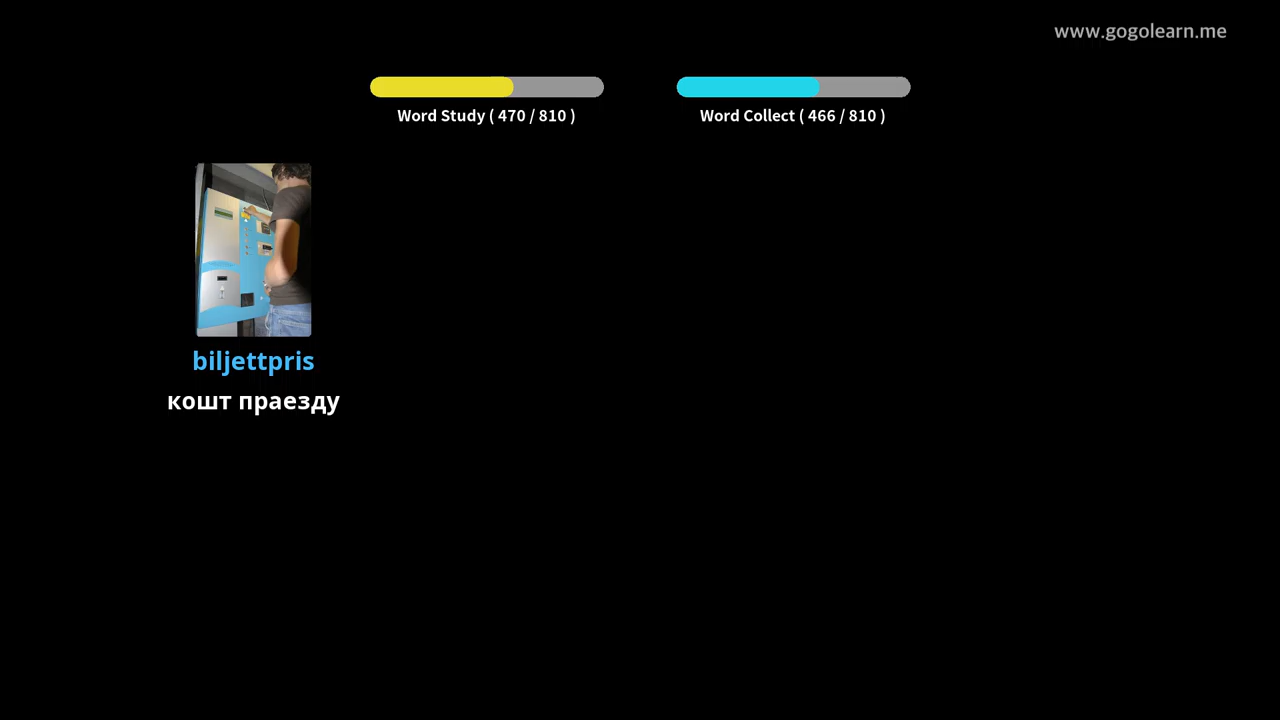 www.gogolearn.me
Word Study ( 470 / 810 )
Word Collect ( 466 / 810 )
biljettpris
кошт праезду